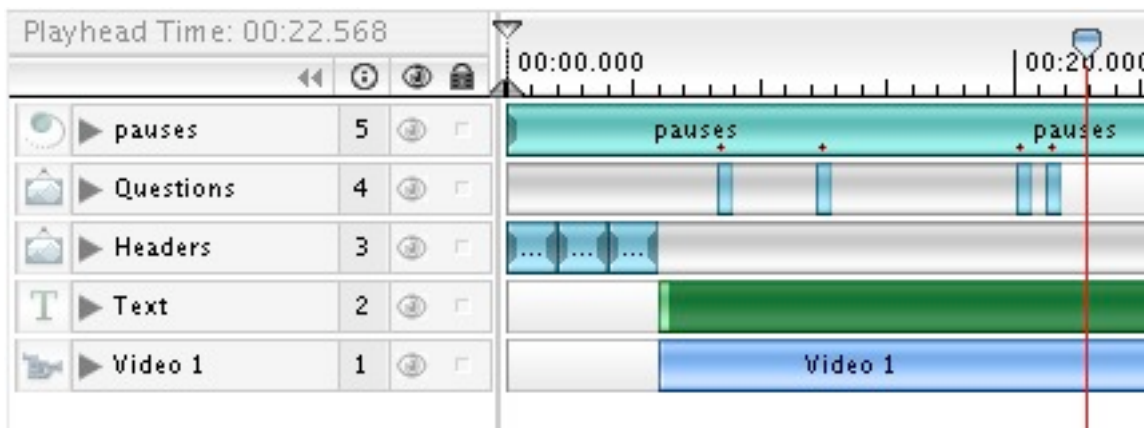 Playhead Time: 00:22.568
00:00.000 00:20.000
pauses 5 pauses pauses
Questions 4
Headers 3 ... ... ...
T Text 2
Video 1 1 Video 1